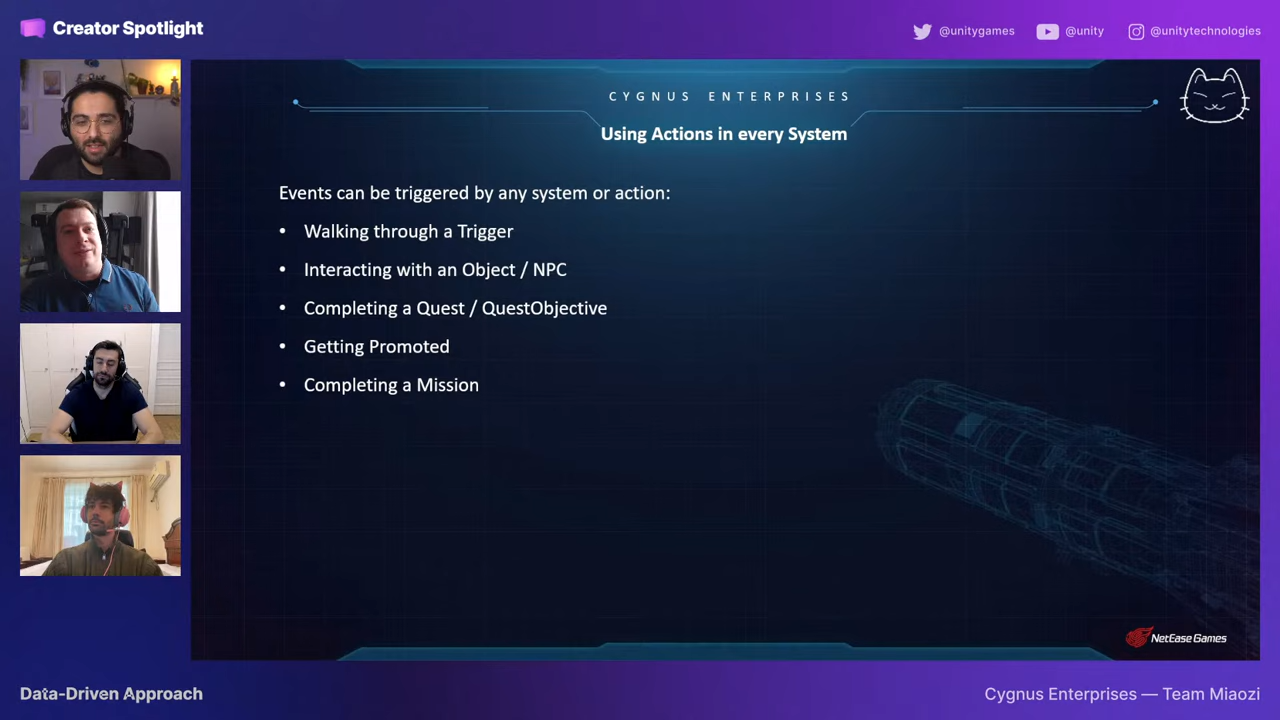 Creator Spotlight
@unitygames
@unity
@unitytechnologies
CYGNUS ENTERPRISES
Using Actions in every System
Events can be triggered by any system or action:
• Walking through a Trigger
• Interacting with an Object / NPC
• Completing a Quest / QuestObjective
• Getting Promoted
• Completing a Mission
NetEase Games
Data-Driven Approach
Cygnus Enterprises — Team Miaozi